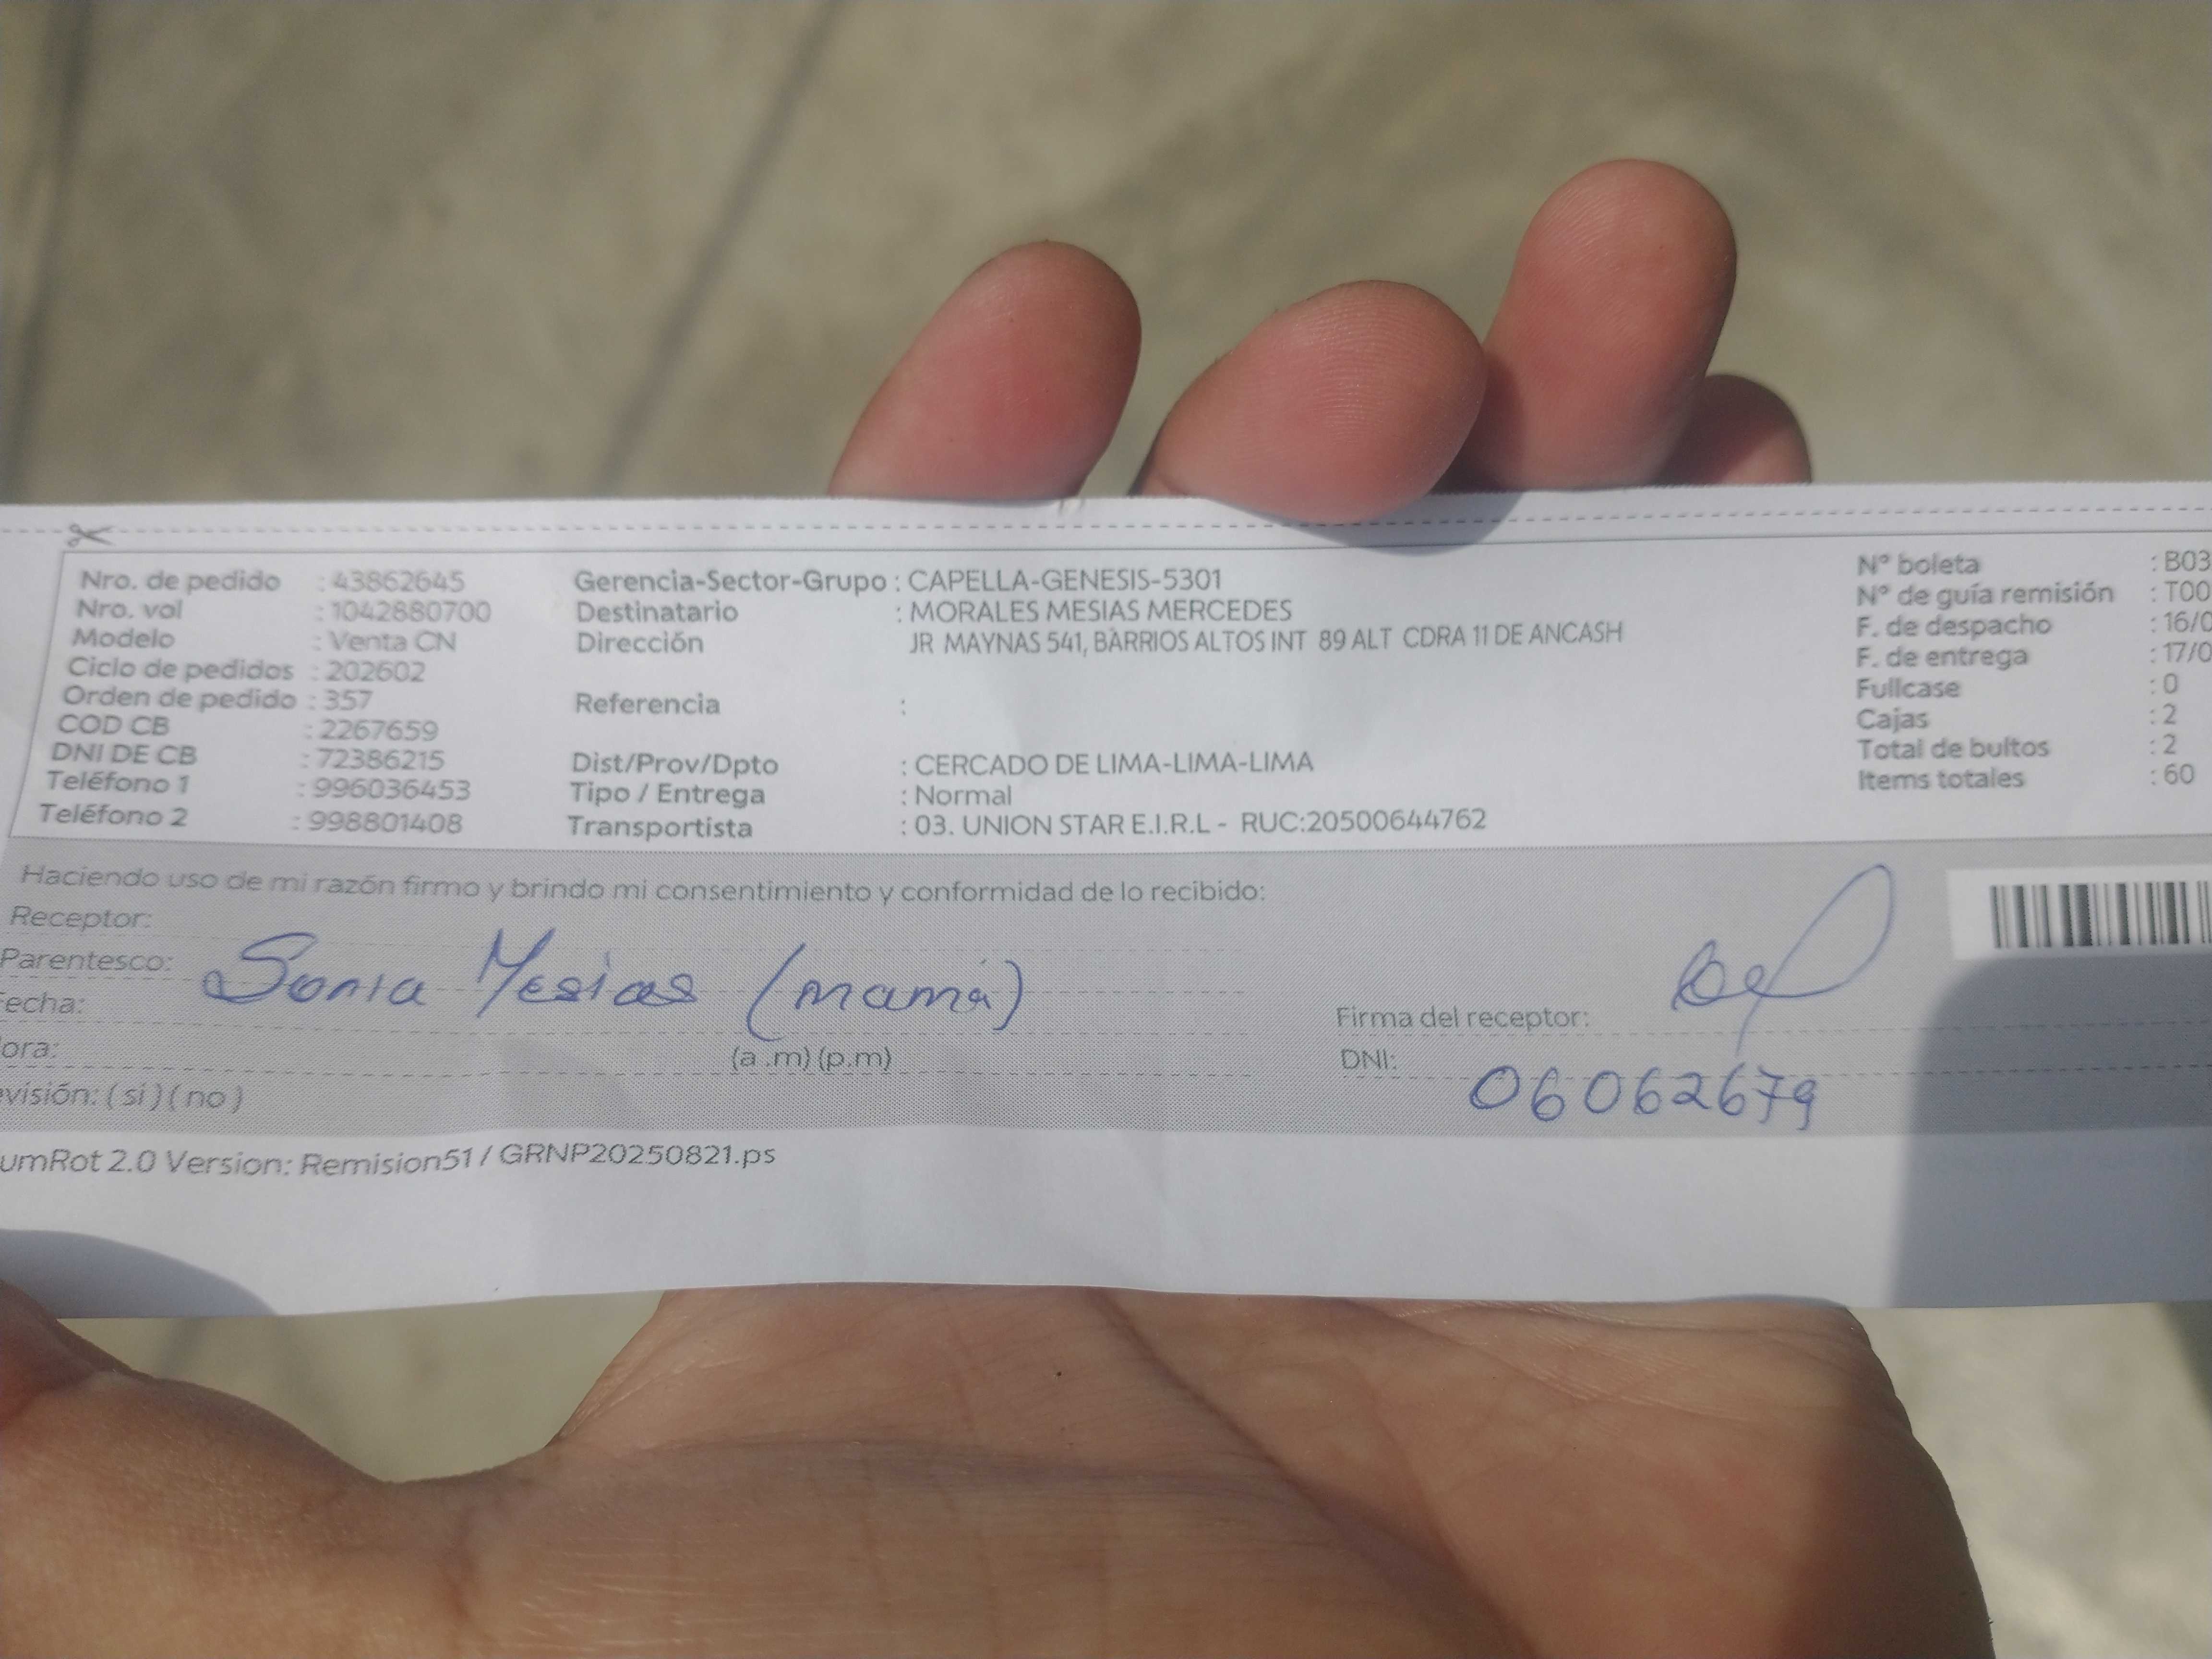 Nro. de pedido : 43862645
Nro. vol : 1042880700
Modelo : Venta CN
Ciclo de pedidos : 202602
Orden de pedido : 357
COD CB : 2267659
DNI DE CB : 72386215
Teléfono 1 : 996036453
Teléfono 2 : 998801408
Gerencia-Sector-Grupo : CAPELLA-GENESIS-5301
Destinatario : MORALES MESIAS MERCEDES
Dirección JR MAYNAS 541, BARRIOS ALTOS INT 89 ALT CDRA 11 DE ANCASH
Referencia :
Dist/Prov/Dpto : CERCADO DE LIMA-LIMA-LIMA
Tipo / Entrega : Normal
Transportista : 03. UNION STAR E.I.R.L - RUC:20500644762
N° boleta : B03
N° de guía remisión : T00
F. de despacho : 16/0
F. de entrega : 17/0
Fullcase : 0
Cajas : 2
Total de bultos : 2
Items totales : 60
Haciendo uso de mi razón firmo y brindo mi consentimiento y conformidad de lo recibido:
Receptor:
Parentesco: Sonia Mesias (mamá)
Fecha:
ora: (a .m) (p.m)
evisión: ( si ) ( no )
Firma del receptor:
DNI: 06062679
umRot 2.0 Version: Remision51 / GRNP20250821.ps